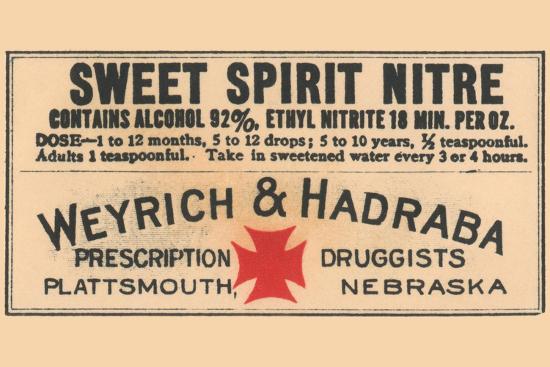 SWEET SPIRIT NITRE
CONTAINS ALCOHOL 92%, ETHYL NITRITE 18 MIN. PER OZ.
DOSE—1 to 12 months, 5 to 12 drops; 5 to 10 years, ½ teaspoonful.
Adults 1 teaspoonful. Take in sweetened water every 3 or 4 hours.
WEYRICH & HADRABA
PRESCRIPTION DRUGGISTS
PLATTSMOUTH, NEBRASKA